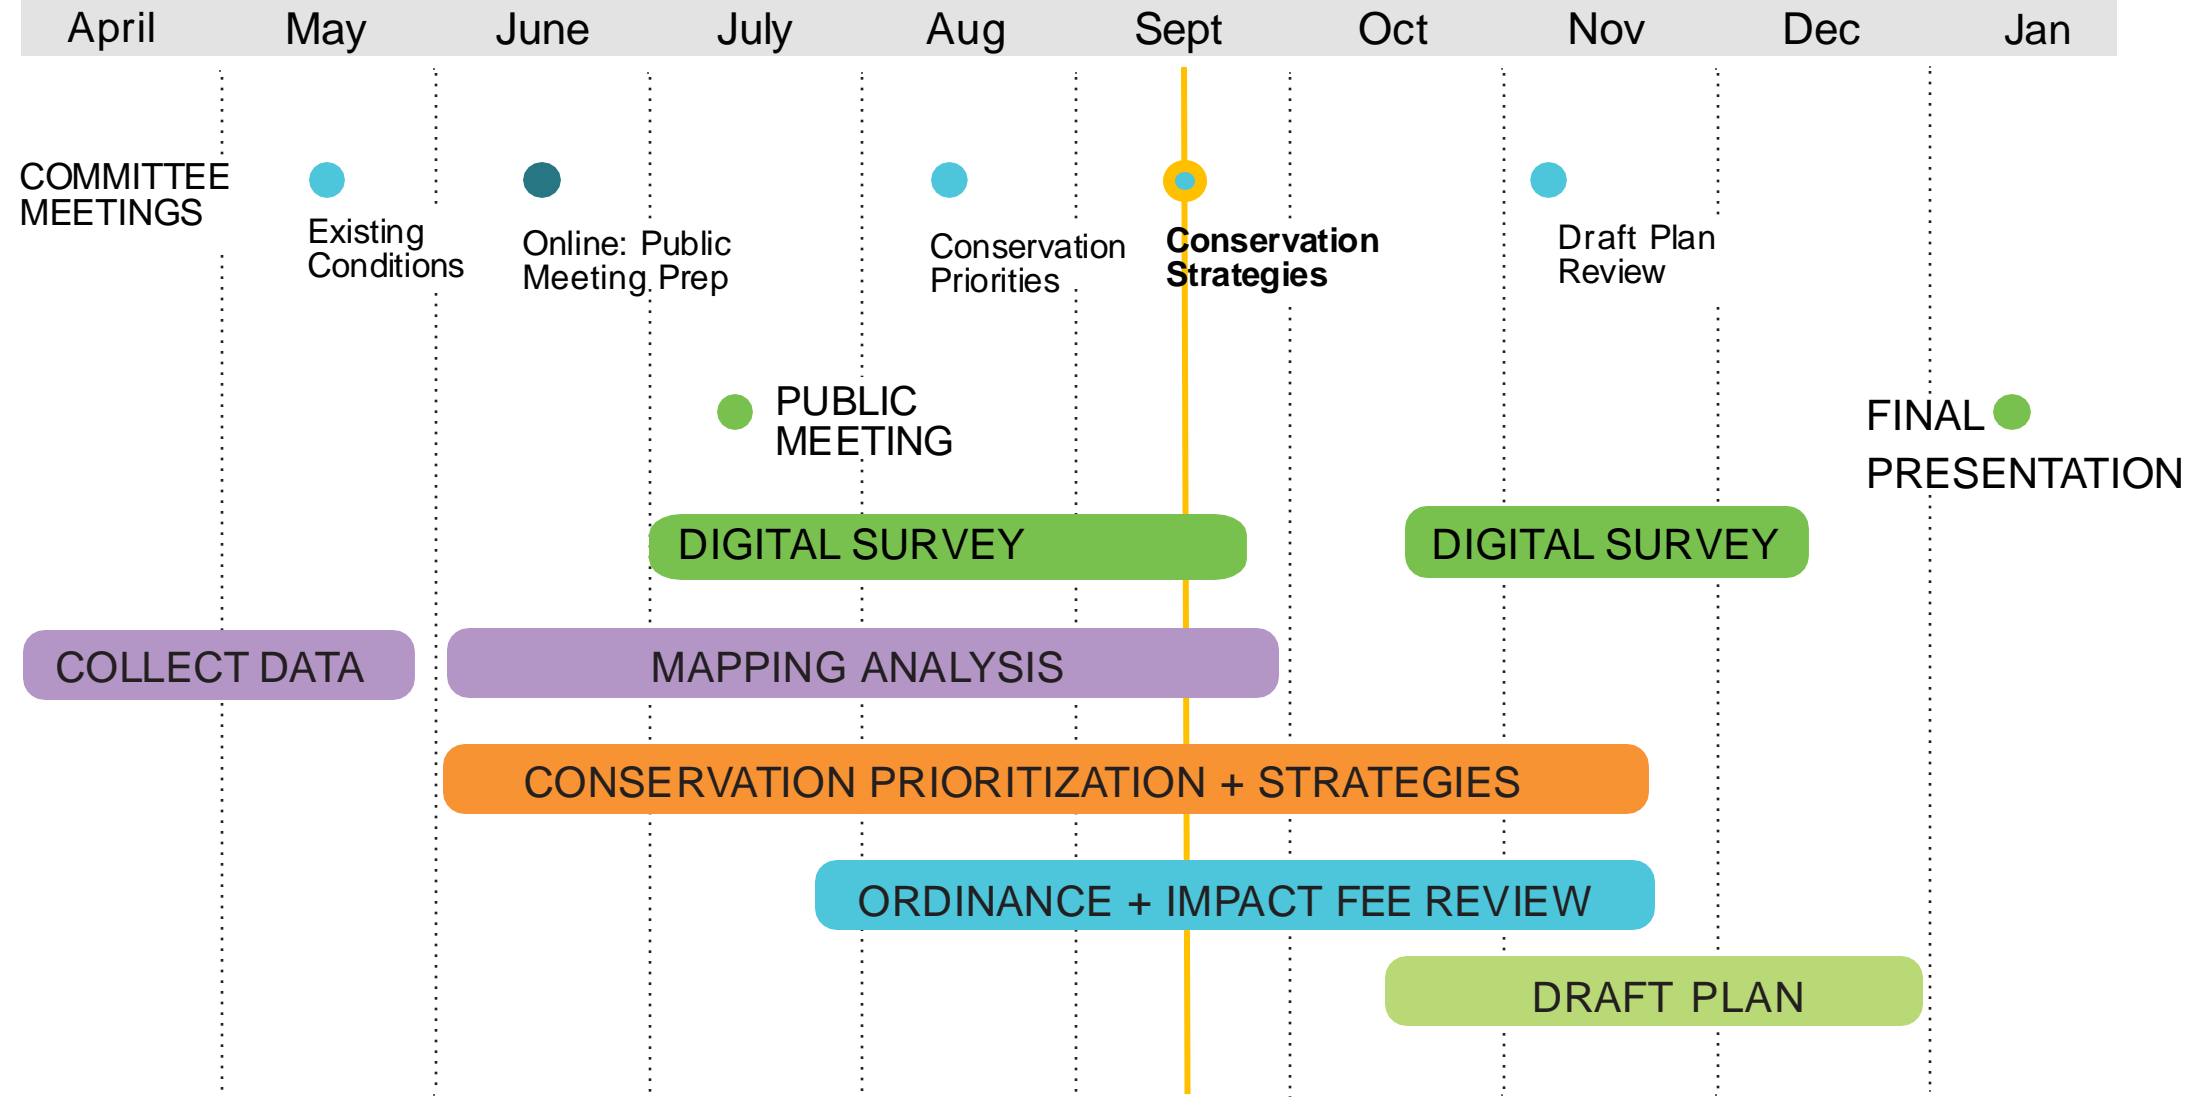 April May June July Aug Sept Oct Nov Dec Jan
COMMITTEE
MEETINGS
Existing
Conditions
Online: Public
Meeting Prep
Conservation
Priorities
Conservation
Strategies
Draft Plan
Review
PUBLIC
MEETING
FINAL
PRESENTATION
DIGITAL SURVEY
DIGITAL SURVEY
COLLECT DATA
MAPPING ANALYSIS
CONSERVATION PRIORITIZATION + STRATEGIES
ORDINANCE + IMPACT FEE REVIEW
DRAFT PLAN